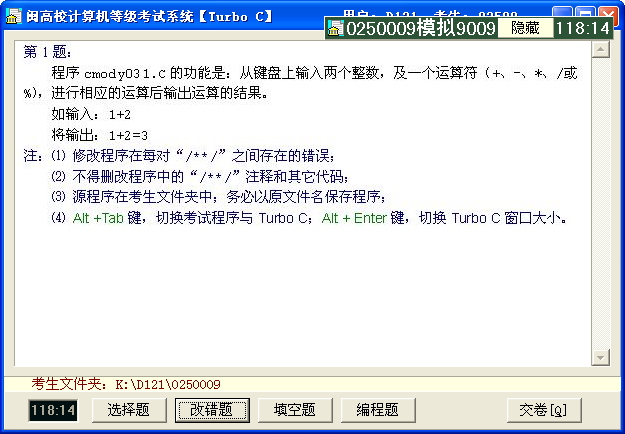 闽高校计算机等级考试系统【Turbo C】
0250009模拟9009 隐藏 118:14
第 1 题:
程序 cmody031.C 的功能是: 从键盘上输入两个整数, 及一个运算符 (+、-、*、/或
%), 进行相应的运算后输出运算的结果。
如输入: 1+2
将输出: 1+2=3
注: ⑴ 修改程序在每对“/**/”之间存在的错误;
⑵ 不得删改程序中的“/**/”注释和其它代码;
⑶ 源程序在考生文件夹中; 务必以原文件名保存程序;
⑷ Alt +Tab 键, 切换考试程序与 Turbo C; Alt + Enter 键, 切换 Turbo C 窗口大小。
考生文件夹: K:\D121\0250009
118:14 选择题 改错题 填空题 编程题 交卷[Q]